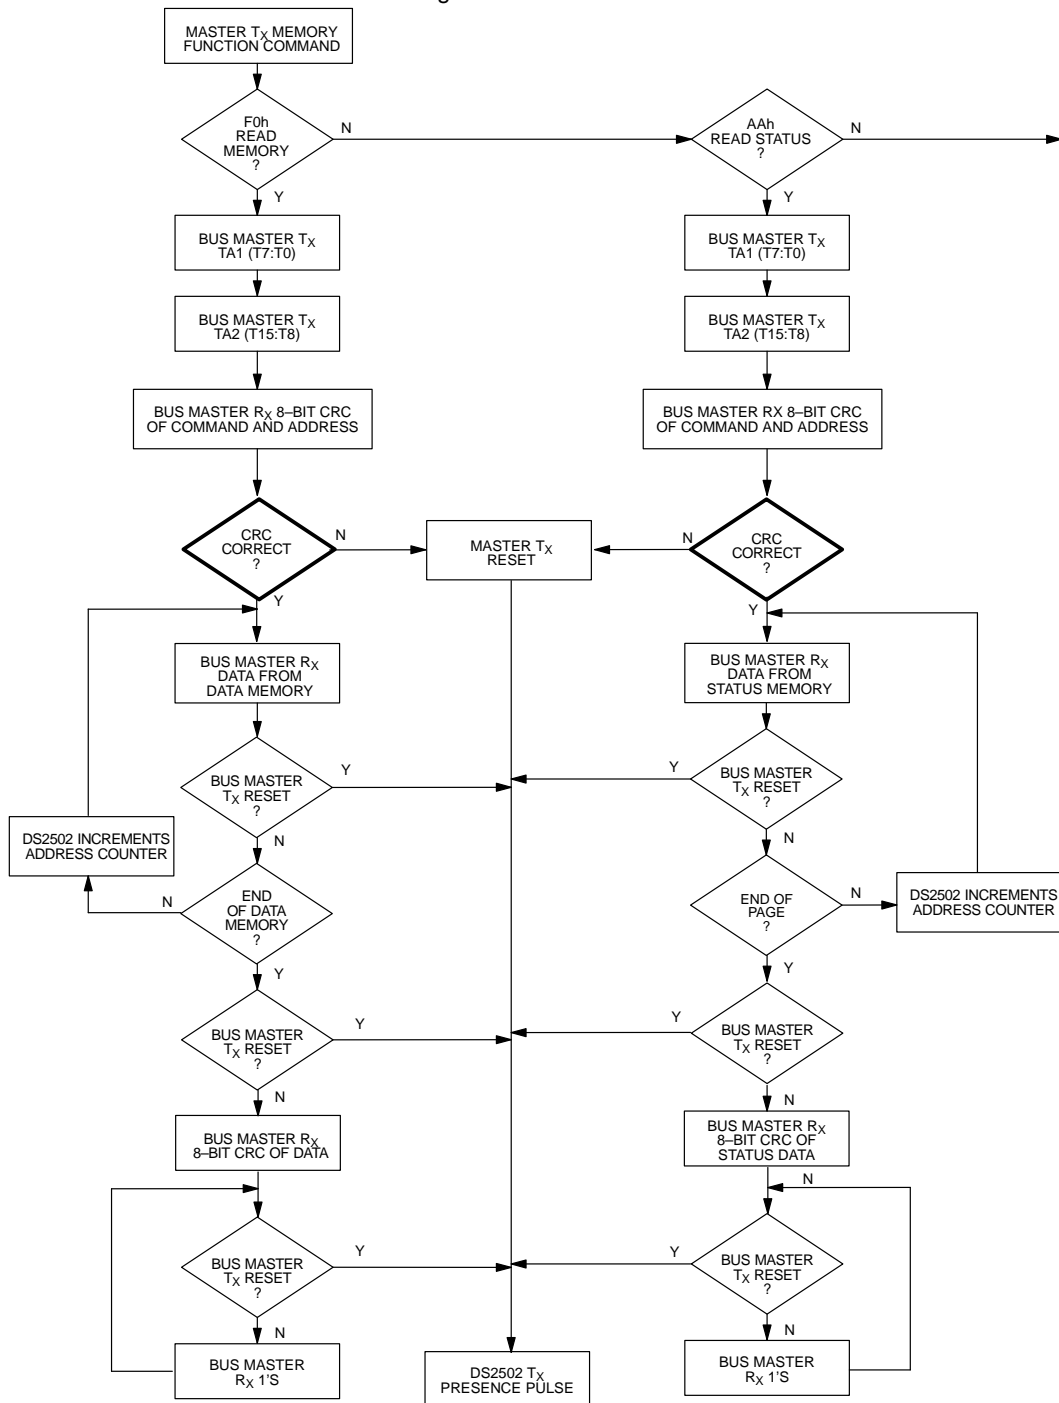 MASTER TX MEMORY
FUNCTION COMMAND
F0h
READ
MEMORY
?
N
Y
AAh
READ STATUS
?
N
Y
BUS MASTER TX
TA1 (T7:T0)
BUS MASTER TX
TA1 (T7:T0)
BUS MASTER TX
TA2 (T15:T8)
BUS MASTER TX
TA2 (T15:T8)
BUS MASTER RX 8–BIT CRC
OF COMMAND AND ADDRESS
BUS MASTER RX 8–BIT CRC
OF COMMAND AND ADDRESS
CRC
CORRECT
?
N
Y
MASTER TX
RESET
N
CRC
CORRECT
?
Y
BUS MASTER RX
DATA FROM
DATA MEMORY
BUS MASTER RX
DATA FROM
STATUS MEMORY
BUS MASTER
TX RESET
?
Y
N
Y
BUS MASTER
TX RESET
?
N
DS2502 INCREMENTS
ADDRESS COUNTER
N
END
OF DATA
MEMORY
?
Y
END OF
PAGE
?
N
Y
DS2502 INCREMENTS
ADDRESS COUNTER
BUS MASTER
TX RESET
?
Y
N
Y
BUS MASTER
TX RESET
?
N
BUS MASTER RX
8–BIT CRC OF DATA
BUS MASTER RX
8–BIT CRC OF
STATUS DATA
N
BUS MASTER
TX RESET
?
Y
N
Y
BUS MASTER
TX RESET
?
N
BUS MASTER
RX 1'S
DS2502 TX
PRESENCE PULSE
BUS MASTER
RX 1'S